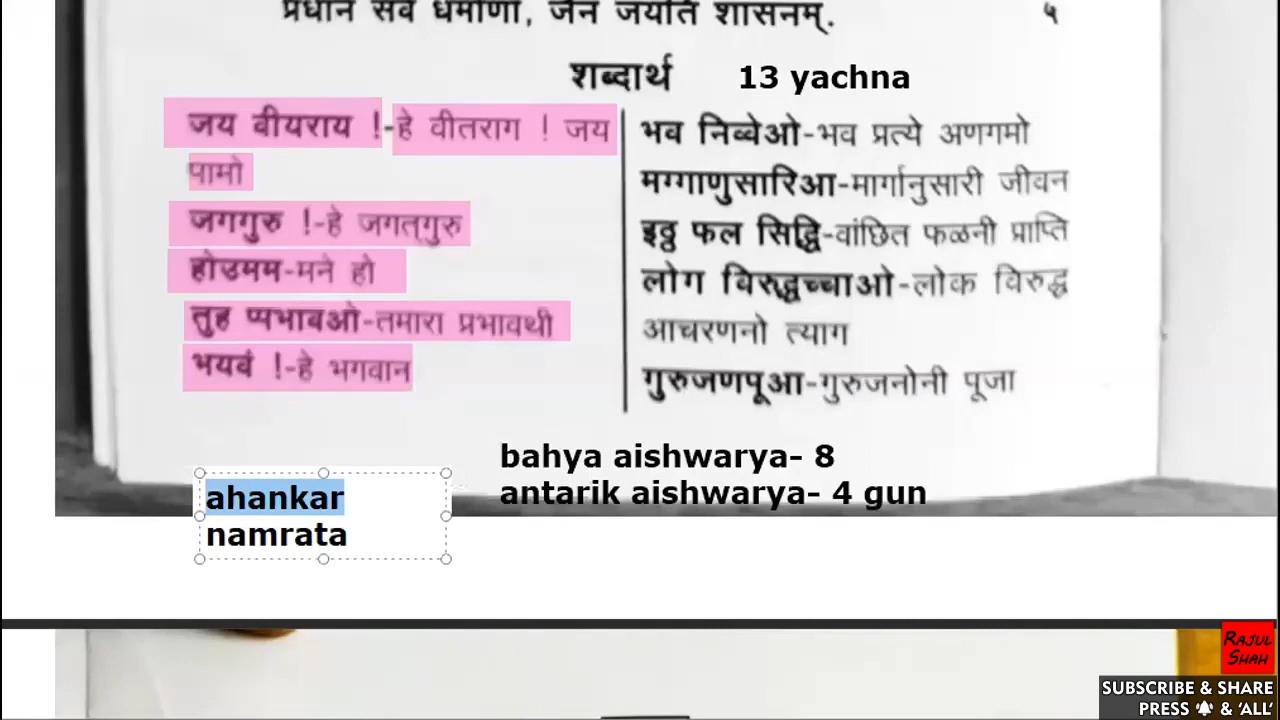 प्रधानं सर्व धर्माणां, जैनं जयति शासनम्. ५
शब्दार्थ 13 yachna
जय वीयराय !-हे वीतराग ! जय
पामो
जगगुरु !-हे जगत्गुरु
होउमम-मने हो
तुह प्पभावओ-तमारा प्रभावथी
भयवं !-हे भगवान
भव निव्वेओ-भव प्रत्ये अणगमो
मग्गाणुसारिआ-मार्गानुसारी जीवन
इठ्ठ फल सिद्धि-वांछित फळनी प्राप्ति
लोग विरुद्धच्चाओ-लोक विरुद्ध
आचरणनो त्याग
गुरुजणपूआ-गुरुजनोनी पूजा
bahya aishwarya- 8
antarik aishwarya- 4 gun
ahankar
namrata
RAJUL
SHAH
SUBSCRIBE & SHARE
PRESS & 'ALL'